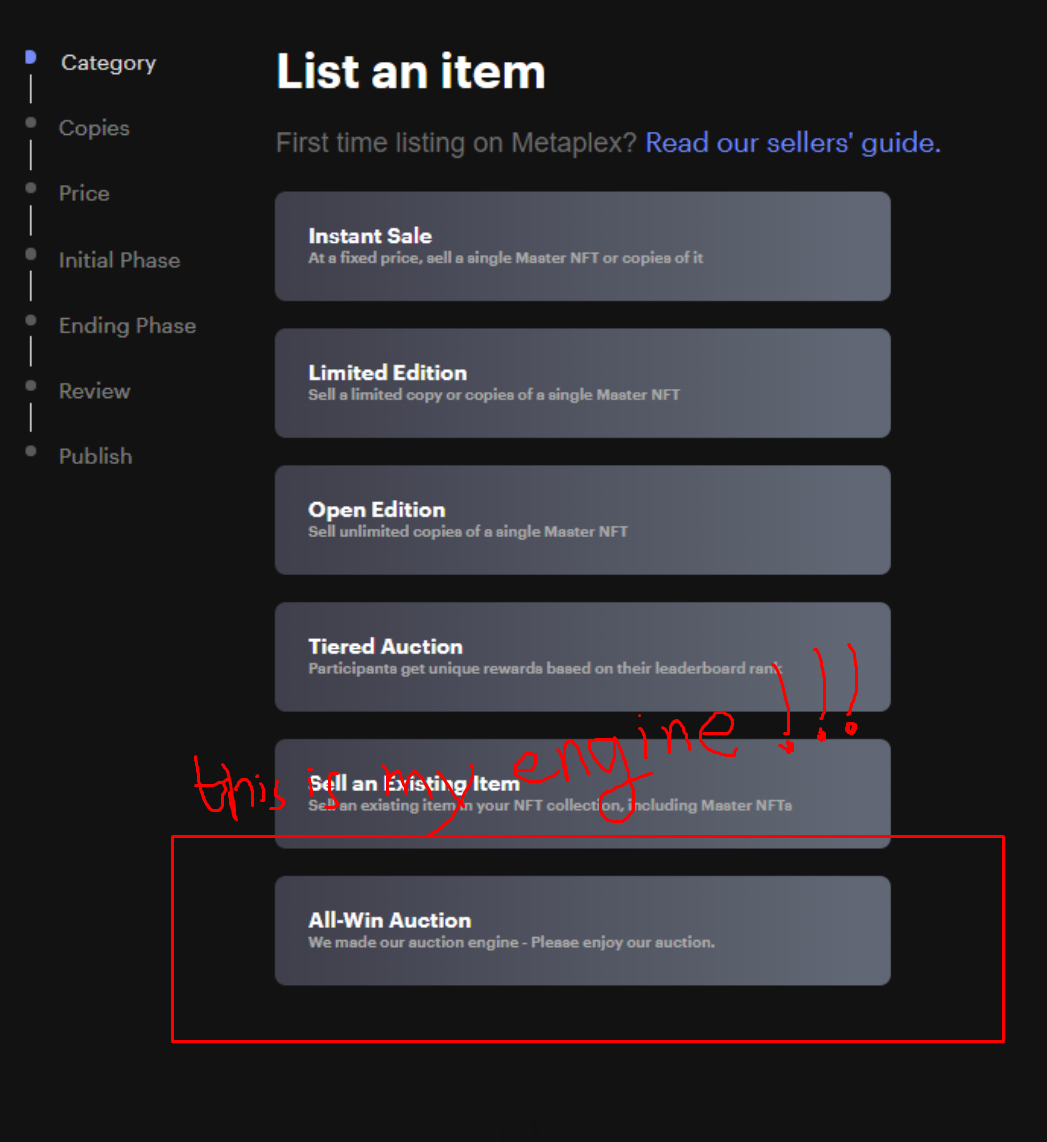 Category
Copies
Price
Initial Phase
Ending Phase
Review
Publish
List an item
First time listing on Metaplex? Read our sellers' guide.
Instant Sale
At a fixed price, sell a single Master NFT or copies of it
Limited Edition
Sell a limited copy or copies of a single Master NFT
Open Edition
Sell unlimited copies of a single Master NFT
Tiered Auction
Participants get unique rewards based on their leaderboard rank
this is my engine !!!
Sell an Existing Item
Sell an existing item in your NFT collection, including Master NFTs
All-Win Auction
We made our auction engine - Please enjoy our auction.